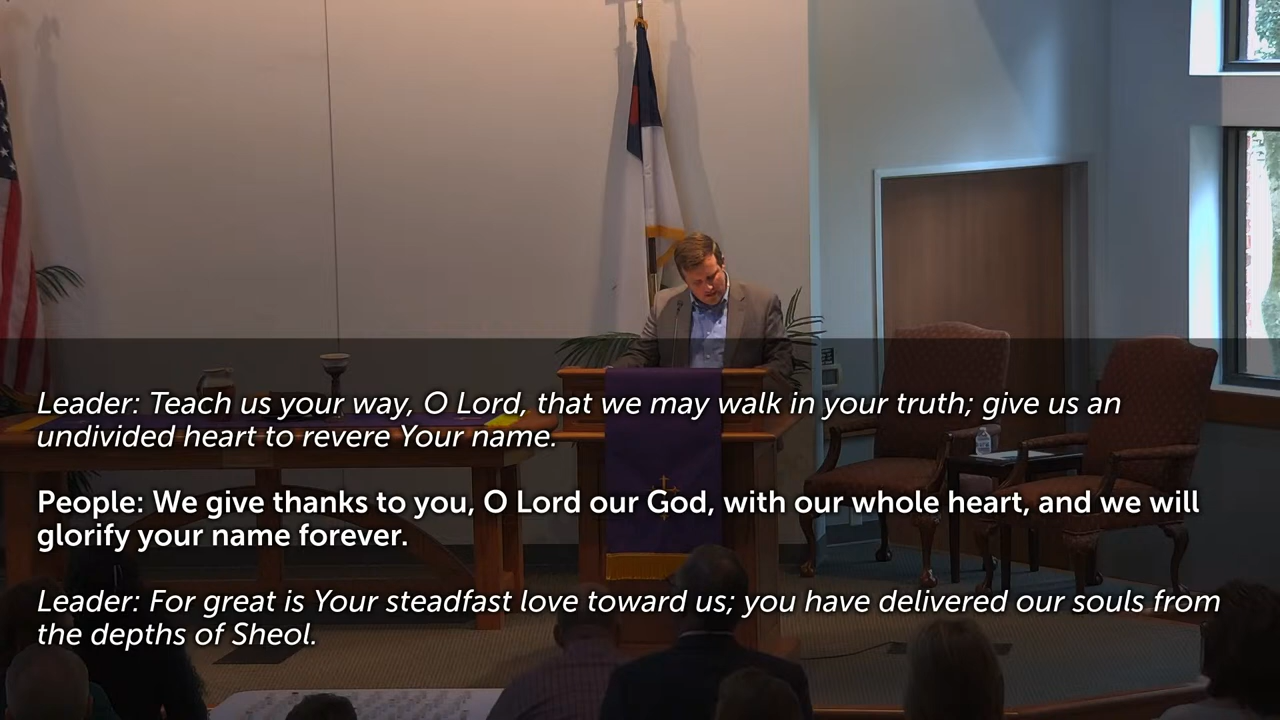 Leader: Teach us your way, O Lord, that we may walk in your truth; give us an
undivided heart to revere Your name.
People: We give thanks to you, O Lord our God, with our whole heart, and we will
glorify your name forever.
Leader: For great is Your steadfast love toward us; you have delivered our souls from
the depths of Sheol.